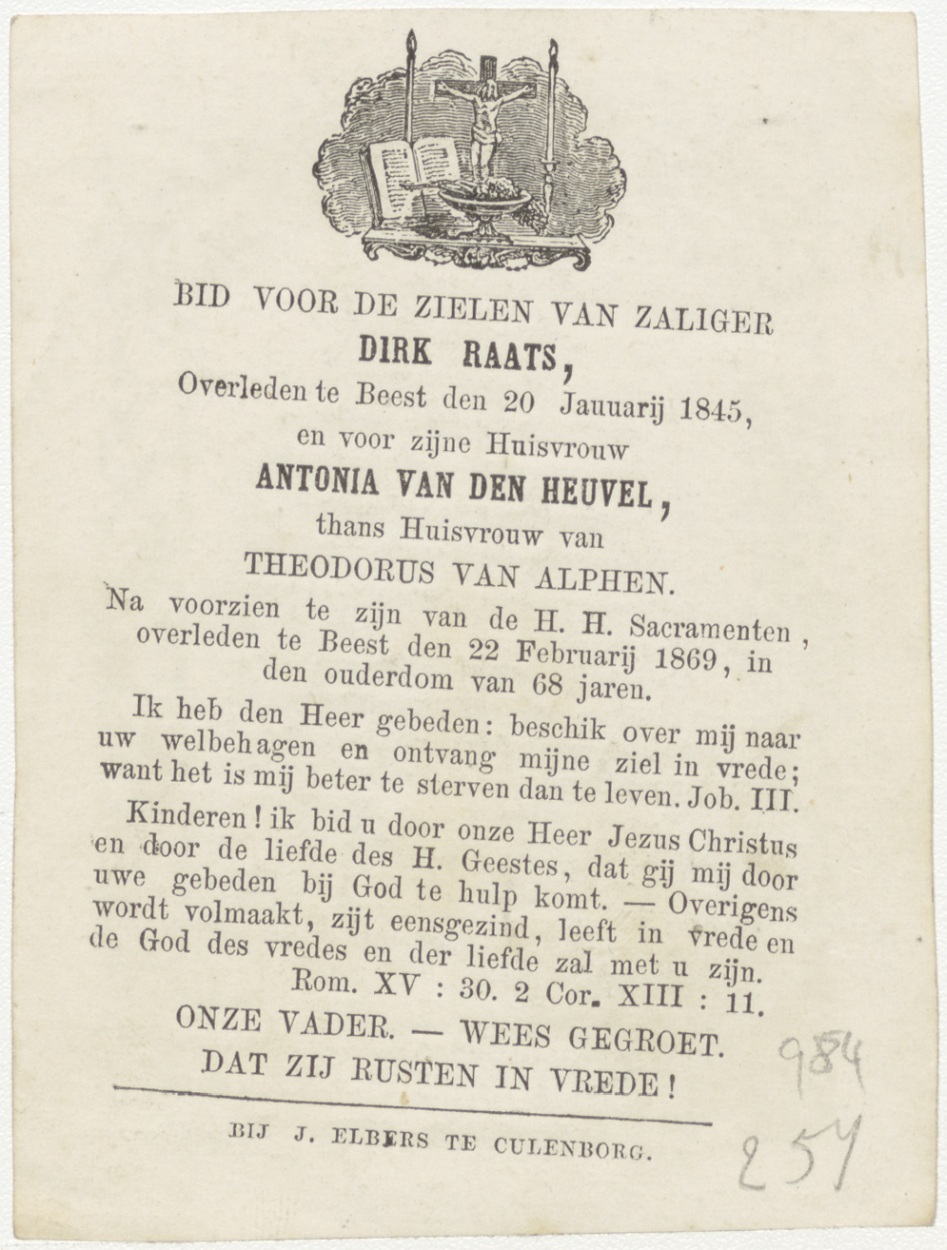 BID VOOR DE ZIELEN VAN ZALIGER
DIRK RAATS,
Overleden te Beest den 20 Jauuarij 1845,
en voor zijne Huisvrouw
ANTONIA VAN DEN HEUVEL,
thans Huisvrouw van
THEODORUS VAN ALPHEN.
Na voorzien te zijn van de H. H. Sacramenten,
overleden te Beest den 22 Februarij 1869, in
den ouderdom van 68 jaren.
Ik heb den Heer gebeden: beschik over mij naar
uw welbehagen en ontvang mijne ziel in vrede;
want het is mij beter te sterven dan te leven. Job. III.
Kinderen! ik bid u door onze Heer Jezus Christus
en door de liefde des H. Geestes, dat gij mij door
uwe gebeden bij God te hulp komt. — Overigens
wordt volmaakt, zijt eensgezind, leeft in vrede en
de God des vredes en der liefde zal met u zijn.
Rom. XV : 30. 2 Cor. XIII : 11.
ONZE VADER. — WEES GEGROET.
DAT ZIJ RUSTEN IN VREDE!
BIJ J. ELBERS TE CULENBORG.
984
257